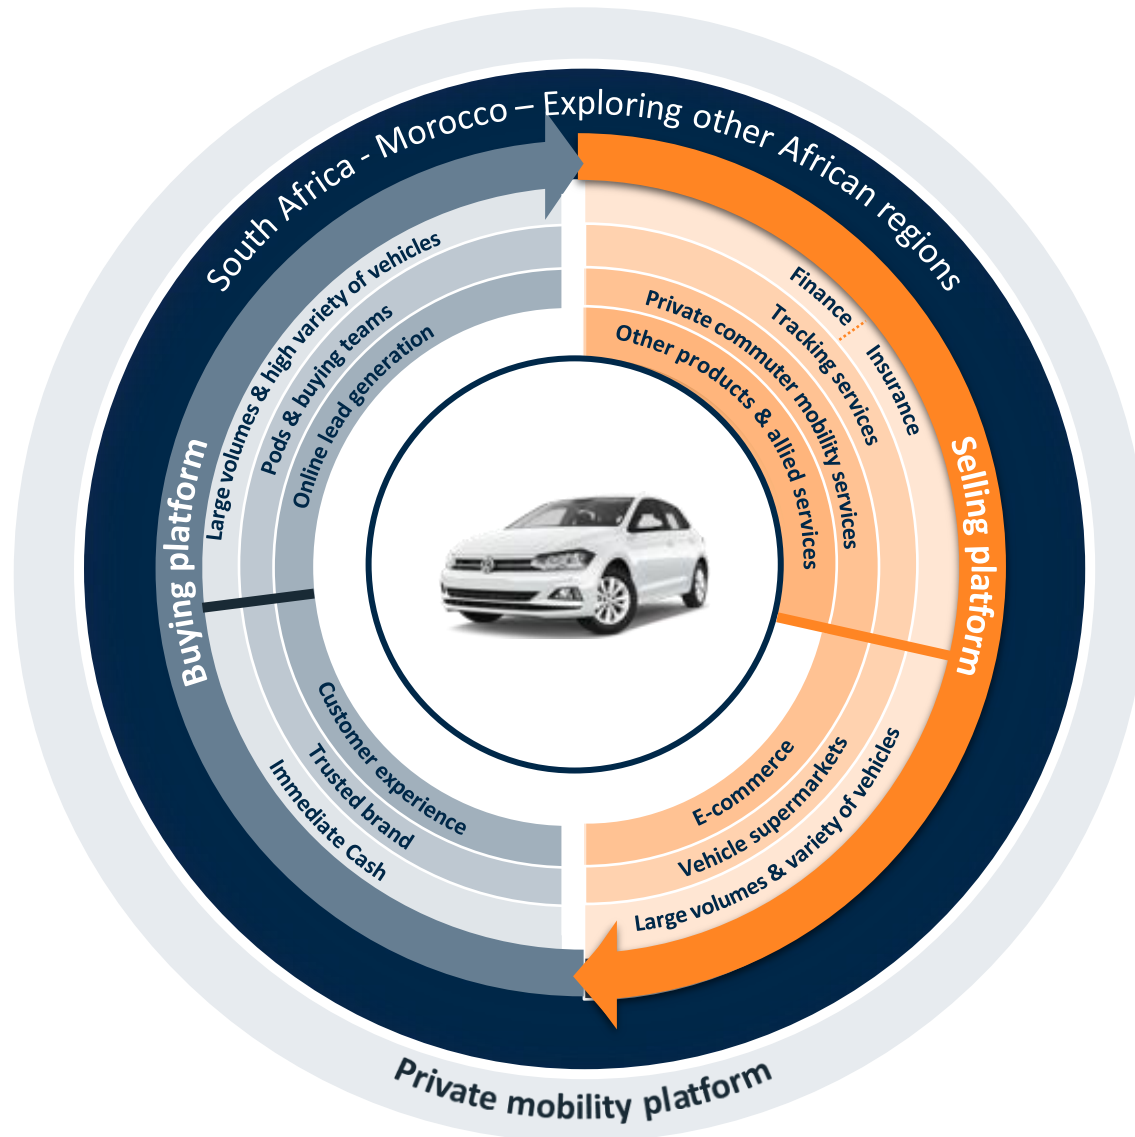 South Africa - Morocco – Exploring other African regions
Buying platform
Large volumes & high variety of vehicles
Pods & buying teams
Online lead generation
Customer experience
Trusted brand
Immediate Cash
Selling platform
Finance
Insurance
Tracking services
Private commuter mobility services
Other products & allied services
E-commerce
Vehicle supermarkets
Large volumes & variety of vehicles
Private mobility platform